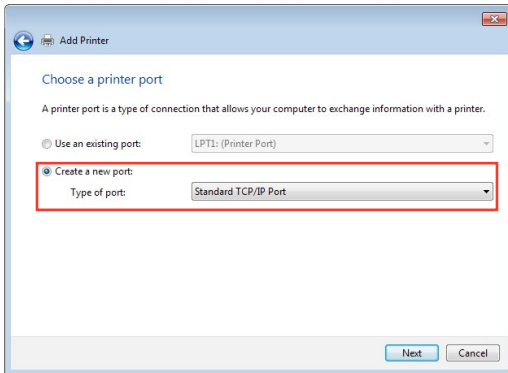 Add Printer
Choose a printer port
A printer port is a type of connection that allows your computer to exchange information with a printer.
Use an existing port: LPT1: (Printer Port)
Create a new port:
Type of port: Standard TCP/IP Port
Next Cancel